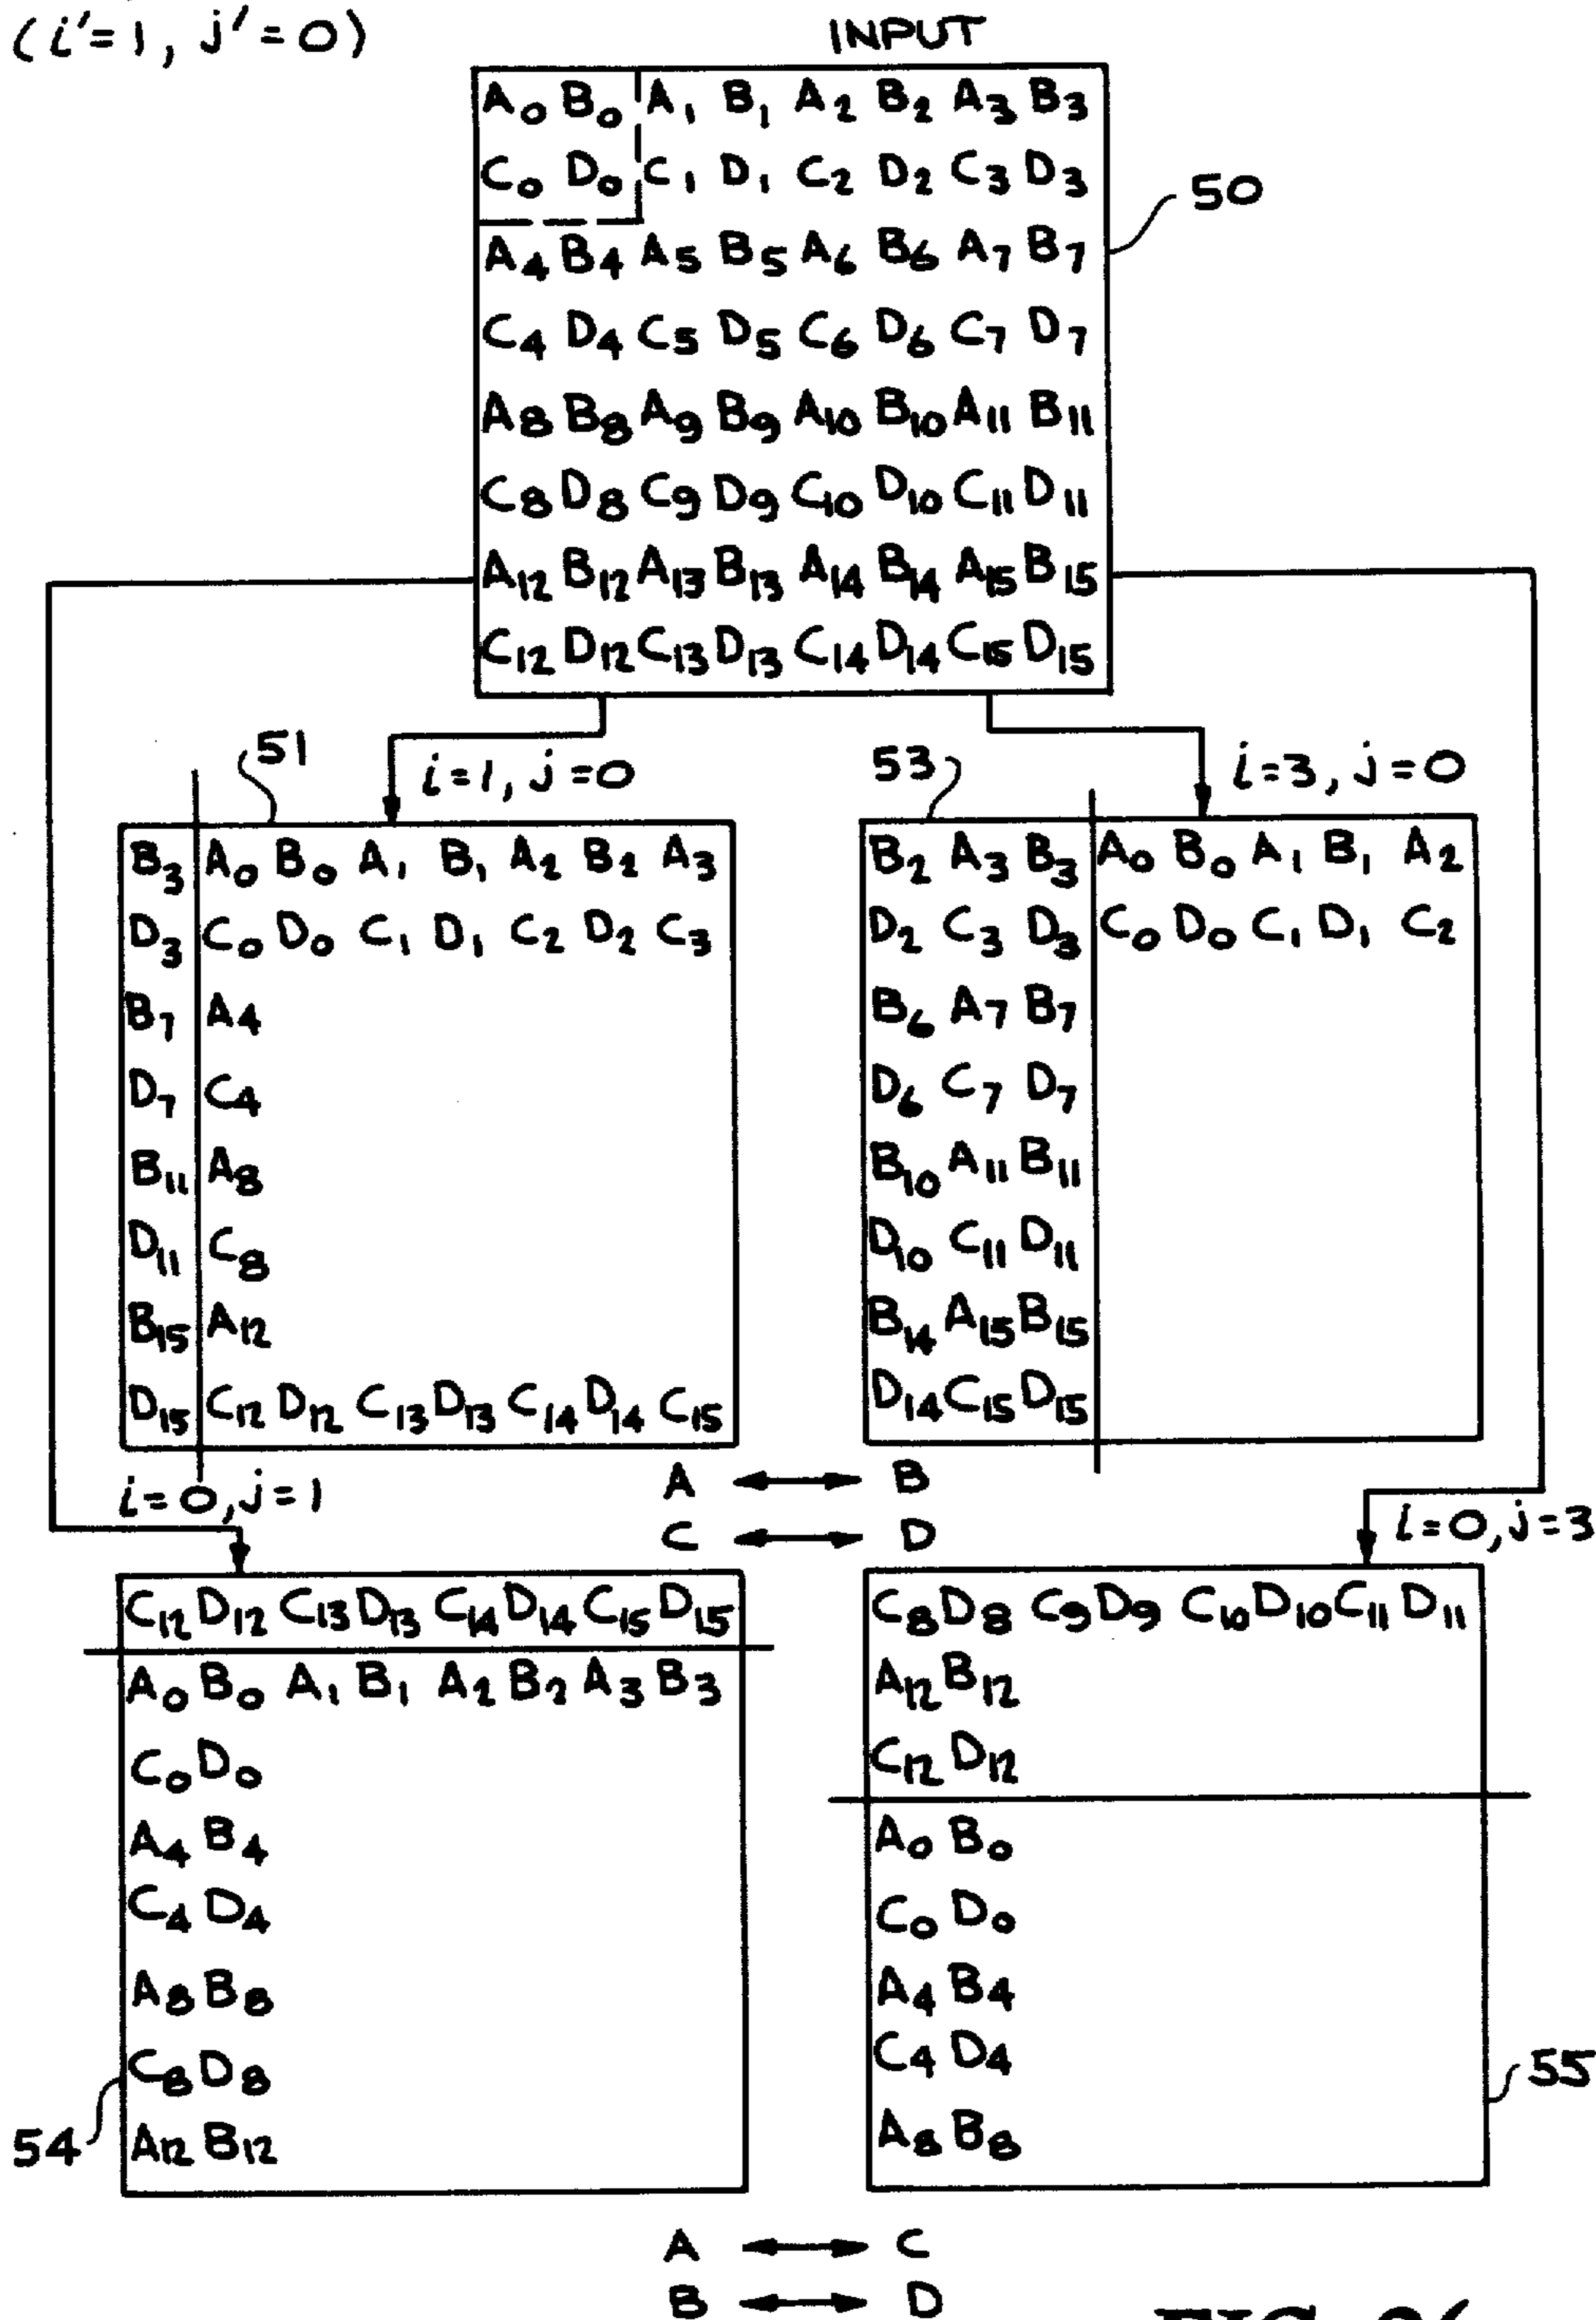 (i'=1, j'=0)
INPUT
A₀ B₀ A₁ B₁ A₂ B₂ A₃ B₃
C₀ D₀ C₁ D₁ C₂ D₂ C₃ D₃
50
A₄ B₄ A₅ B₅ A₆ B₆ A₇ B₇
C₄ D₄ C₅ D₅ C₆ D₆ C₇ D₇
A₈ B₈ A₉ B₉ A₁₀ B₁₀ A₁₁ B₁₁
C₈ D₈ C₉ D₉ C₁₀ D₁₀ C₁₁ D₁₁
A₁₂ B₁₂ A₁₃ B₁₃ A₁₄ B₁₄ A₁₅ B₁₅
C₁₂ D₁₂ C₁₃ D₁₃ C₁₄ D₁₄ C₁₅ D₁₅
51
i=1, j=0
B₃ A₀ B₀ A₁ B₁ A₂ B₂ A₃
D₃ C₀ D₀ C₁ D₁ C₂ D₂ C₃
B₇ A₄
D₇ C₄
B₁₁ A₈
D₁₁ C₈
B₁₅ A₁₂
D₁₅ C₁₂ D₁₂ C₁₃ D₁₃ C₁₄ D₁₄ C₁₅
53
i=3, j=0
B₂ A₃ B₃ A₀ B₀ A₁ B₁ A₂
D₂ C₃ D₃ C₀ D₀ C₁ D₁ C₂
B₆ A₇ B₇
D₆ C₇ D₇
B₁₀ A₁₁ B₁₁
D₁₀ C₁₁ D₁₁
B₁₄ A₁₅ B₁₅
D₁₄ C₁₅ D₁₅
A ↔ B
C ↔ D
i=0, j=1
C₁₂ D₁₂ C₁₃ D₁₃ C₁₄ D₁₄ C₁₅ D₁₅
A₀ B₀ A₁ B₁ A₂ B₂ A₃ B₃
C₀ D₀
A₄ B₄
C₄ D₄
A₈ B₈
C₈ D₈
54
A₁₂ B₁₂
i=0, j=3
C₈ D₈ C₉ D₉ C₁₀ D₁₀ C₁₁ D₁₁
A₁₂ B₁₂
C₁₂ D₁₂
A₀ B₀
C₀ D₀
A₄ B₄
C₄ D₄
55
A₈ B₈
A ↔ C
B ↔ D